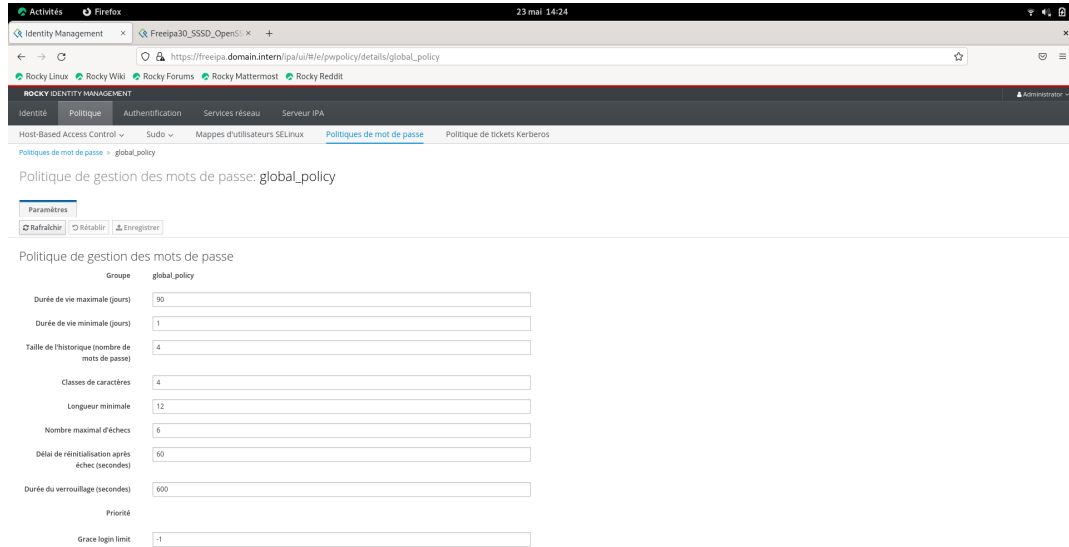 Activités Firefox 23 mai 14:24
Identity Management × Freeipa30_SSSD_OpenSS × + ×
https://freeipa.domain.intern/ipa/ui/#/e/pwpolicy/details/global_policy
Rocky Linux Rocky Wiki Rocky Forums Rocky Mattermost Rocky Reddit
ROCKY IDENTITY MANAGEMENT Administrator
Identité Politique Authentification Services réseau Serveur IPA
Host-Based Access Control Sudo Mappes d'utilisateurs SELinux Politiques de mot de passe Politique de tickets Kerberos
Politiques de mot de passe » global_policy
Politique de gestion des mots de passe: global_policy
Paramètres
Rafraîchir Rétablir Enregistrer
Politique de gestion des mots de passe
Groupe global_policy
Durée de vie maximale (jours) 90
Durée de vie minimale (jours) 1
Taille de l'historique (nombre de 4
mots de passe)
Classes de caractères 4
Longueur minimale 12
Nombre maximal d'échecs 6
Délai de réinitialisation après 60
échec (secondes)
Durée du verrouillage (secondes) 600
Priorité
Grace login limit -1